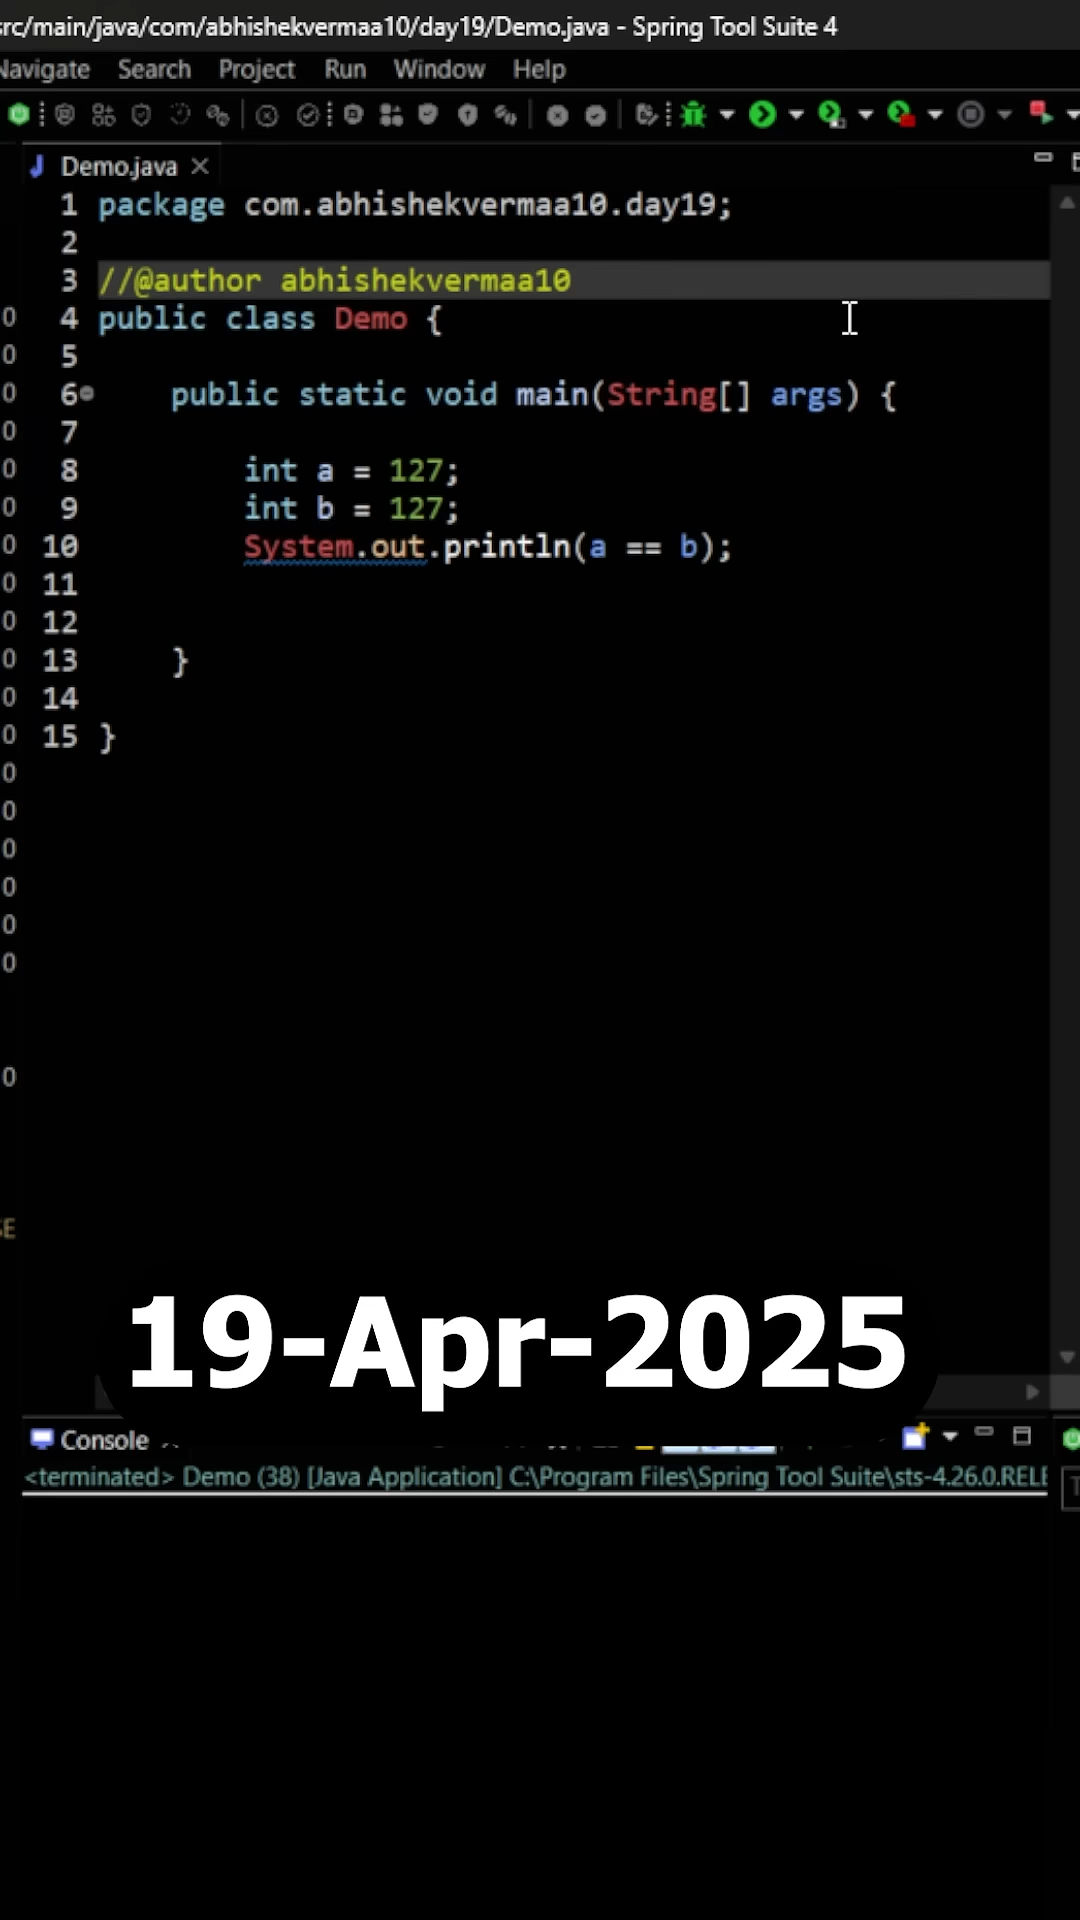 src/main/java/com/abhishekvermaa10/day19/Demo.java - Spring Tool Suite 4
Navigate Search Project Run Window Help
Demo.java
1 package com.abhishekvermaa10.day19;
2
3 //@author abhishekvermaa10
4 public class Demo {
5
6 public static void main(String[] args) {
7
8 int a = 127;
9 int b = 127;
10 System.out.println(a == b);
11
12
13 }
14
15 }
19-Apr-2025
Console
<terminated> Demo (38) [Java Application] C:\Program Files\Spring Tool Suite\sts-4.26.0.RELE